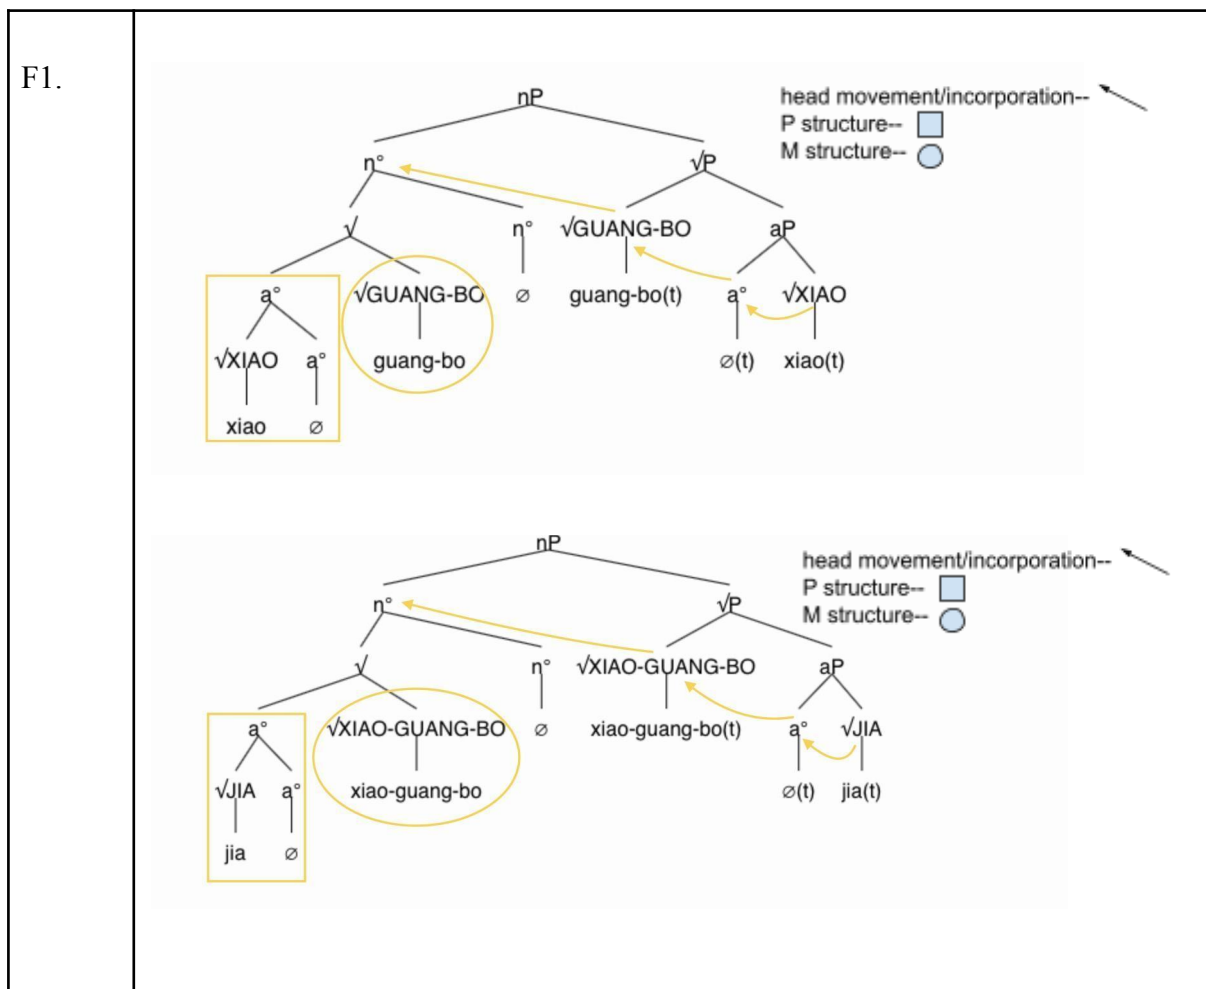 F1.
nP
head movement/incorporation--
P structure--
M structure--
n° √P
√ n° √GUANG-BO aP
a° √GUANG-BO ∅ guang-bo(t) a° √XIAO
√XIAO a° guang-bo ∅(t) xiao(t)
xiao ∅
nP
head movement/incorporation--
P structure--
M structure--
n° √P
√ n° √XIAO-GUANG-BO aP
a° √XIAO-GUANG-BO ∅ xiao-guang-bo(t) a° √JIA
√JIA a° xiao-guang-bo ∅(t) jia(t)
jia ∅